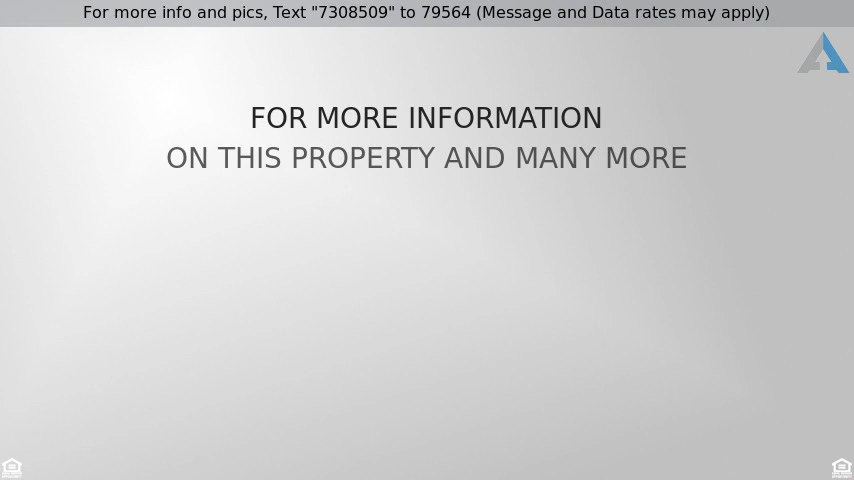 For more info and pics, Text "7308509" to 79564 (Message and Data rates may apply)
FOR MORE INFORMATION
ON THIS PROPERTY AND MANY MORE